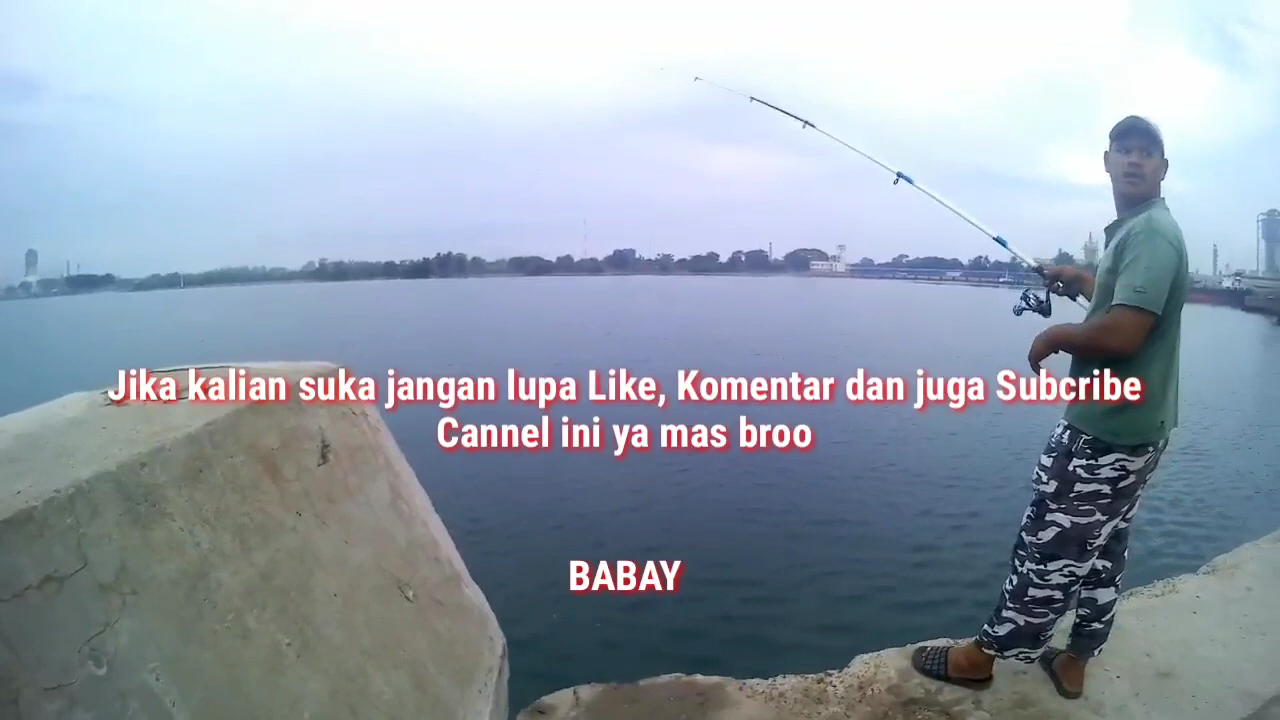 Jika kalian suka jangan lupa Like, Komentar dan juga Subcribe
Cannel ini ya mas broo
BABAY